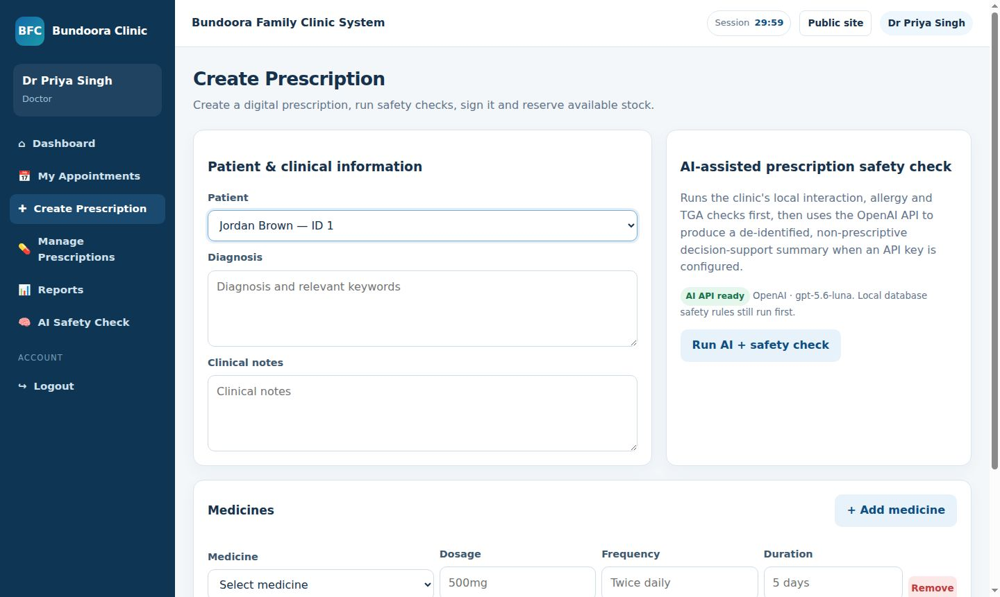 BFC Bundoora Clinic
Dr Priya Singh
Doctor
Dashboard
My Appointments
Create Prescription
Manage
Prescriptions
Reports
AI Safety Check
ACCOUNT
Logout
Bundoora Family Clinic System
Session 29:59
Public site
Dr Priya Singh
Create Prescription
Create a digital prescription, run safety checks, sign it and reserve available stock.
Patient & clinical information
Patient
Jordan Brown — ID 1
Diagnosis
Diagnosis and relevant keywords
Clinical notes
Clinical notes
AI-assisted prescription safety check
Runs the clinic's local interaction, allergy and
TGA checks first, then uses the OpenAI API to
produce a de-identified, non-prescriptive
decision-support summary when an API key is
configured.
AI API ready OpenAI · gpt-5.6-luna. Local database
safety rules still run first.
Run AI + safety check
Medicines
+ Add medicine
Medicine
Dosage
Frequency
Duration
Select medicine
500mg
Twice daily
5 days
Remove